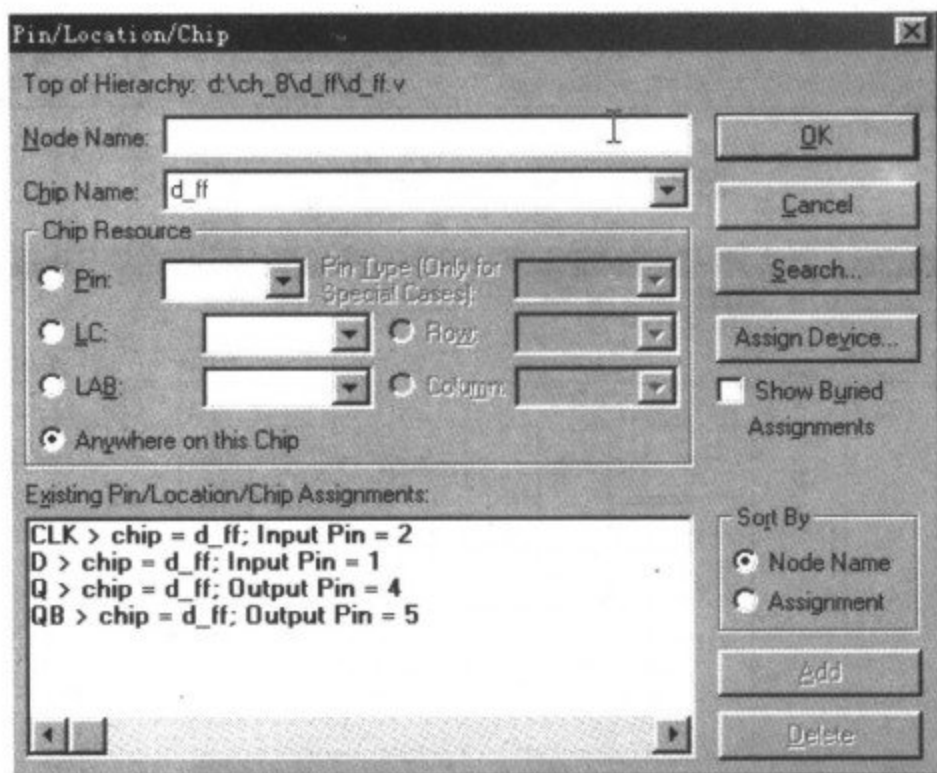 Pin/Location/Chip
Top of Hierarchy: d:\ch_8\d_ff\d_ff.v
Node Name:
OK
Chip Name: d_ff
Cancel
Chip Resource
Pin:
Pin Type (Only for
Special Cases):
Search...
LC:
Row:
Assign Device...
LAB:
Column:
Show Buried
Assignments
Anywhere on this Chip
Existing Pin/Location/Chip Assignments:
CLK > chip = d_ff; Input Pin = 2
D > chip = d_ff; Input Pin = 1
Q > chip = d_ff; Output Pin = 4
QB > chip = d_ff; Output Pin = 5
Sort By
Node Name
Assignment
Add
Delete